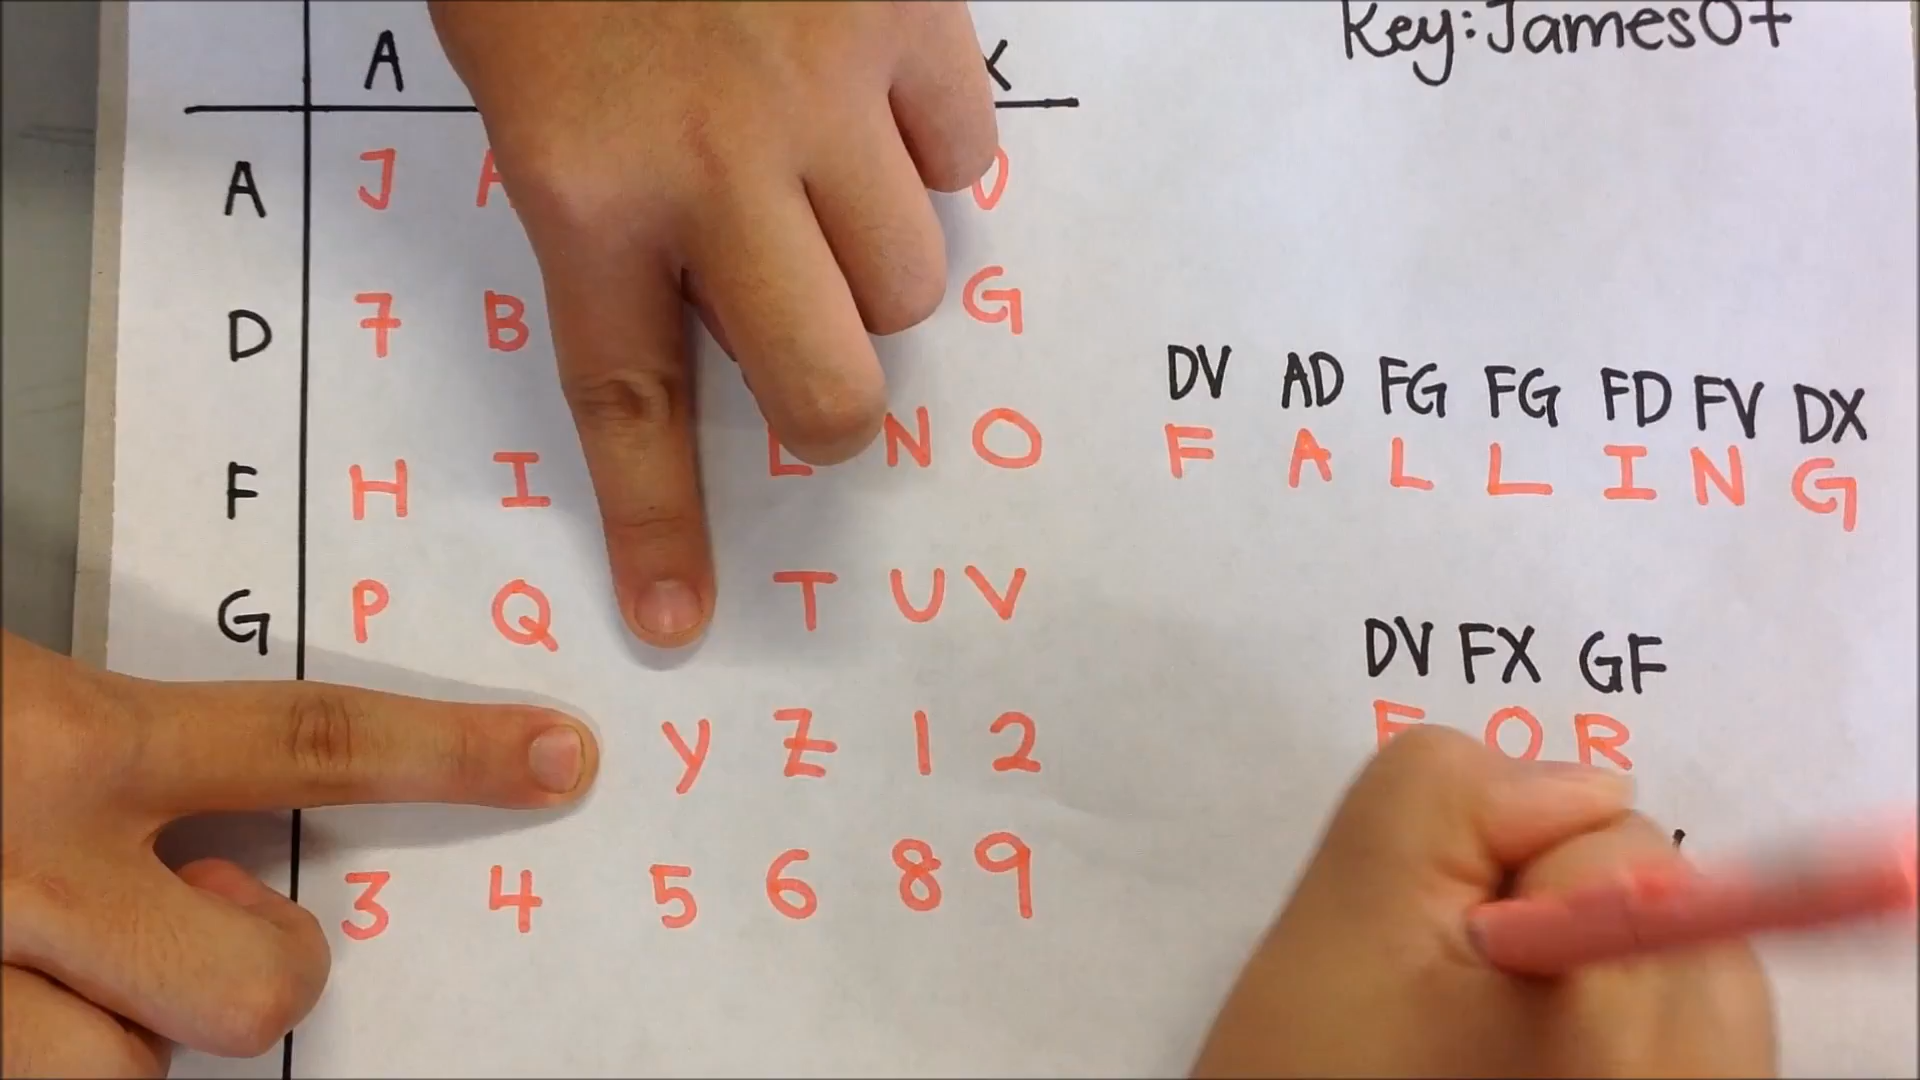 Key:James07
A
A J
D 7 B G
F H I L N O
G P Q T U V
Y Z 1 2
3 4 5 6 8 9
DV AD FG FG FD FV DX
F A L L I N G
DV FX GF
F O R